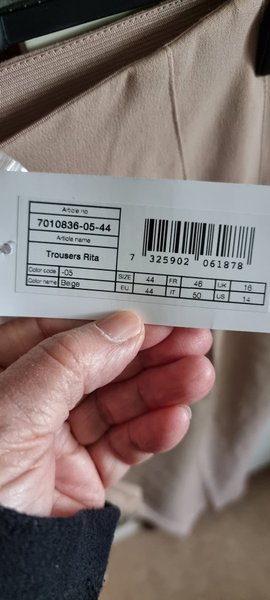 Article no
7010836-05-44
Article name
Trousers Rita
Color code -05
Color name Beige
7 325902 061878
SIZE 44 FR 46 UK 16
EU 44 IT 50 US 14